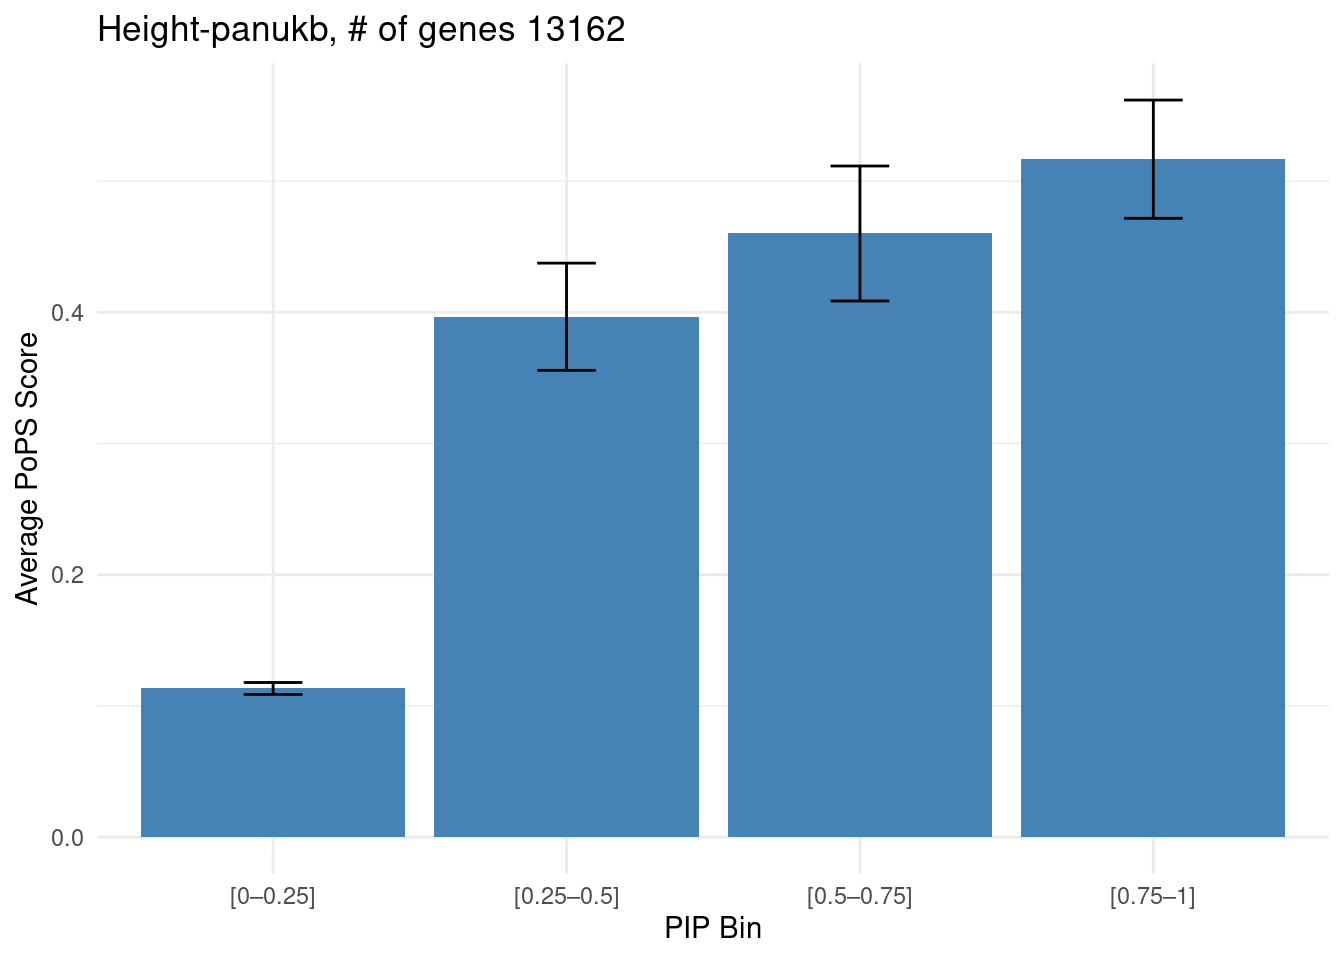 Height-panukb, # of genes 13162
Average PoPS Score
0.4
0.2
0.0
[0–0.25]
[0.25–0.5]
[0.5–0.75]
[0.75–1]
PIP Bin